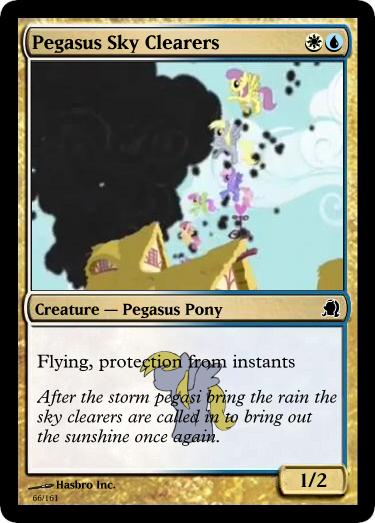 Pegasus Sky Clearers
Creature — Pegasus Pony
Flying, protection from instants
After the storm pegasi bring the rain the
sky clearers are called in to bring out
the sunshine once again.
1/2
Hasbro Inc.
66/161